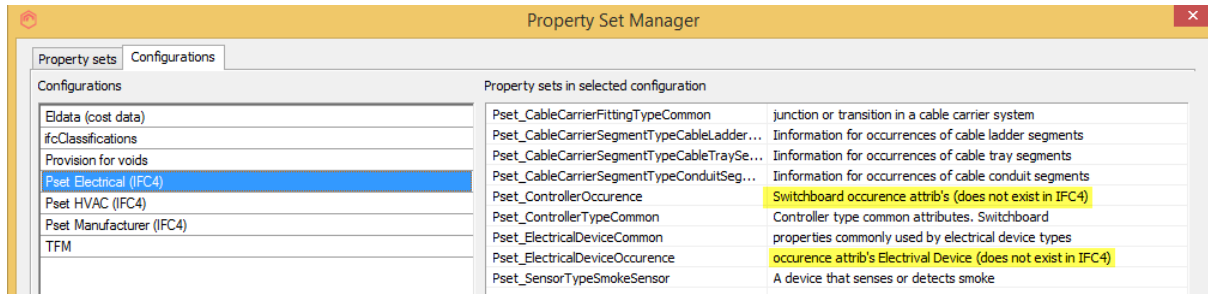 Property Set Manager
Property sets
Configurations
Configurations
Eldata (cost data)
ifcClassifications
Provision for voids
Pset Electrical (IFC4)
Pset HVAC (IFC4)
Pset Manufacturer (IFC4)
TFM
Property sets in selected configuration
Pset_CableCarrierFittingTypeCommon junction or transition in a cable carrier system
Pset_CableCarrierSegmentTypeCableLadder... Iinformation for occurrences of cable ladder segments
Pset_CableCarrierSegmentTypeCableTraySe... Iinformation for occurrences of cable tray segments
Pset_CableCarrierSegmentTypeConduitSeg... Iinformation for occurrences of cable conduit segments
Pset_ControllerOccurence Switchboard occurence attrib's (does not exist in IFC4)
Pset_ControllerTypeCommon Controller type common attributes. Switchboard
Pset_ElectricalDeviceCommon properties commonly used by electrical device types
Pset_ElectricalDeviceOccurence occurence attrib's Electrival Device (does not exist in IFC4)
Pset_SensorTypeSmokeSensor A device that senses or detects smoke